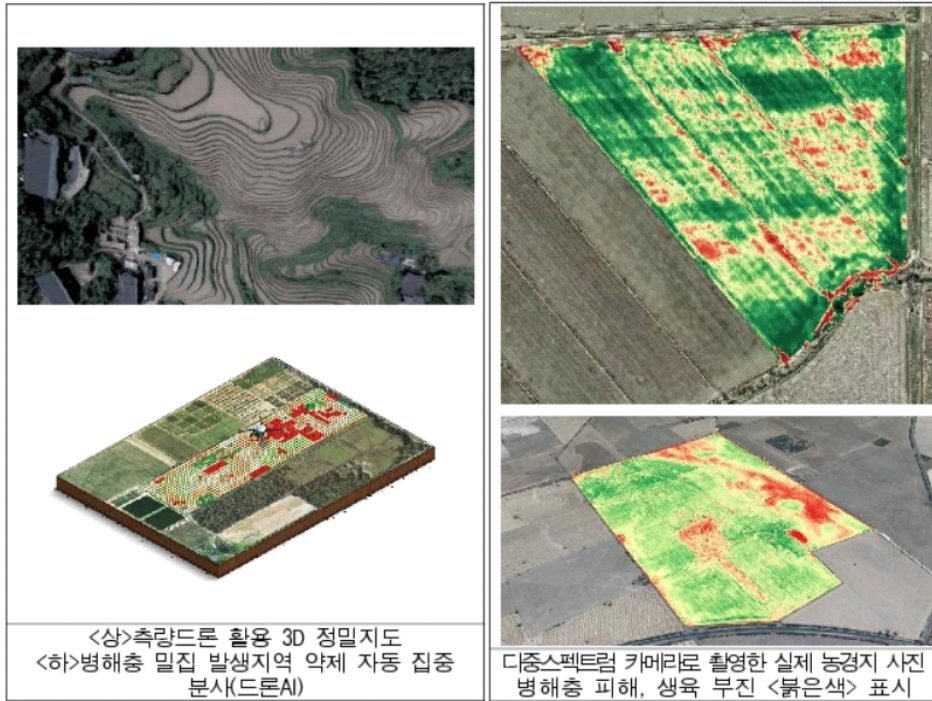 <상>측량드론 활용 3D 정밀지도
<하>병해충 밀집 발생지역 약제 자동 집중
분사(드론AI)
다중스펙트럼 카메라로 촬영한 실제 농경지 사진
병해충 피해, 생육 부진 <붉은색> 표시